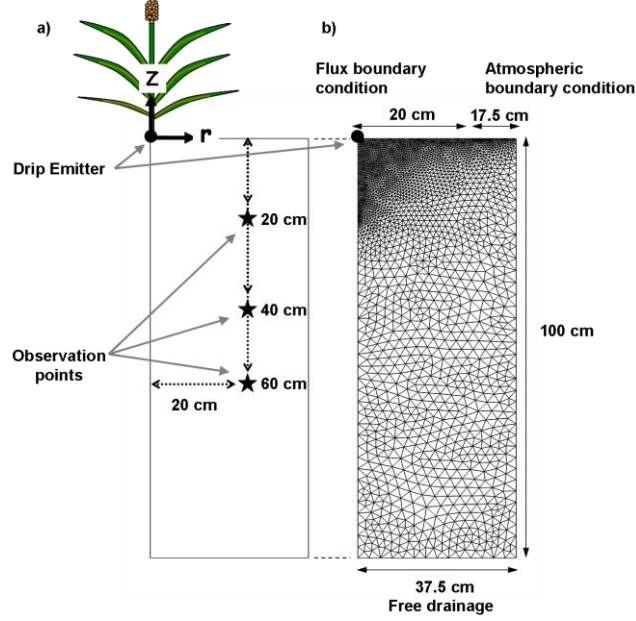 a)
b)
Z
r
Flux boundary
condition
Atmospheric
boundary condition
20 cm
17.5 cm
Drip Emitter
20 cm
40 cm
60 cm
Observation
points
20 cm
100 cm
37.5 cm
Free drainage